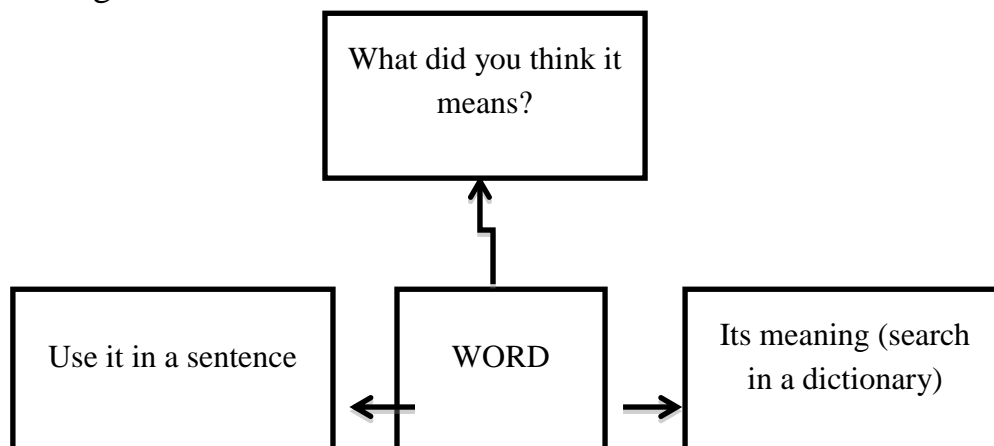 What did you think it
means?
Use it in a sentence
WORD
Its meaning (search
in a dictionary)